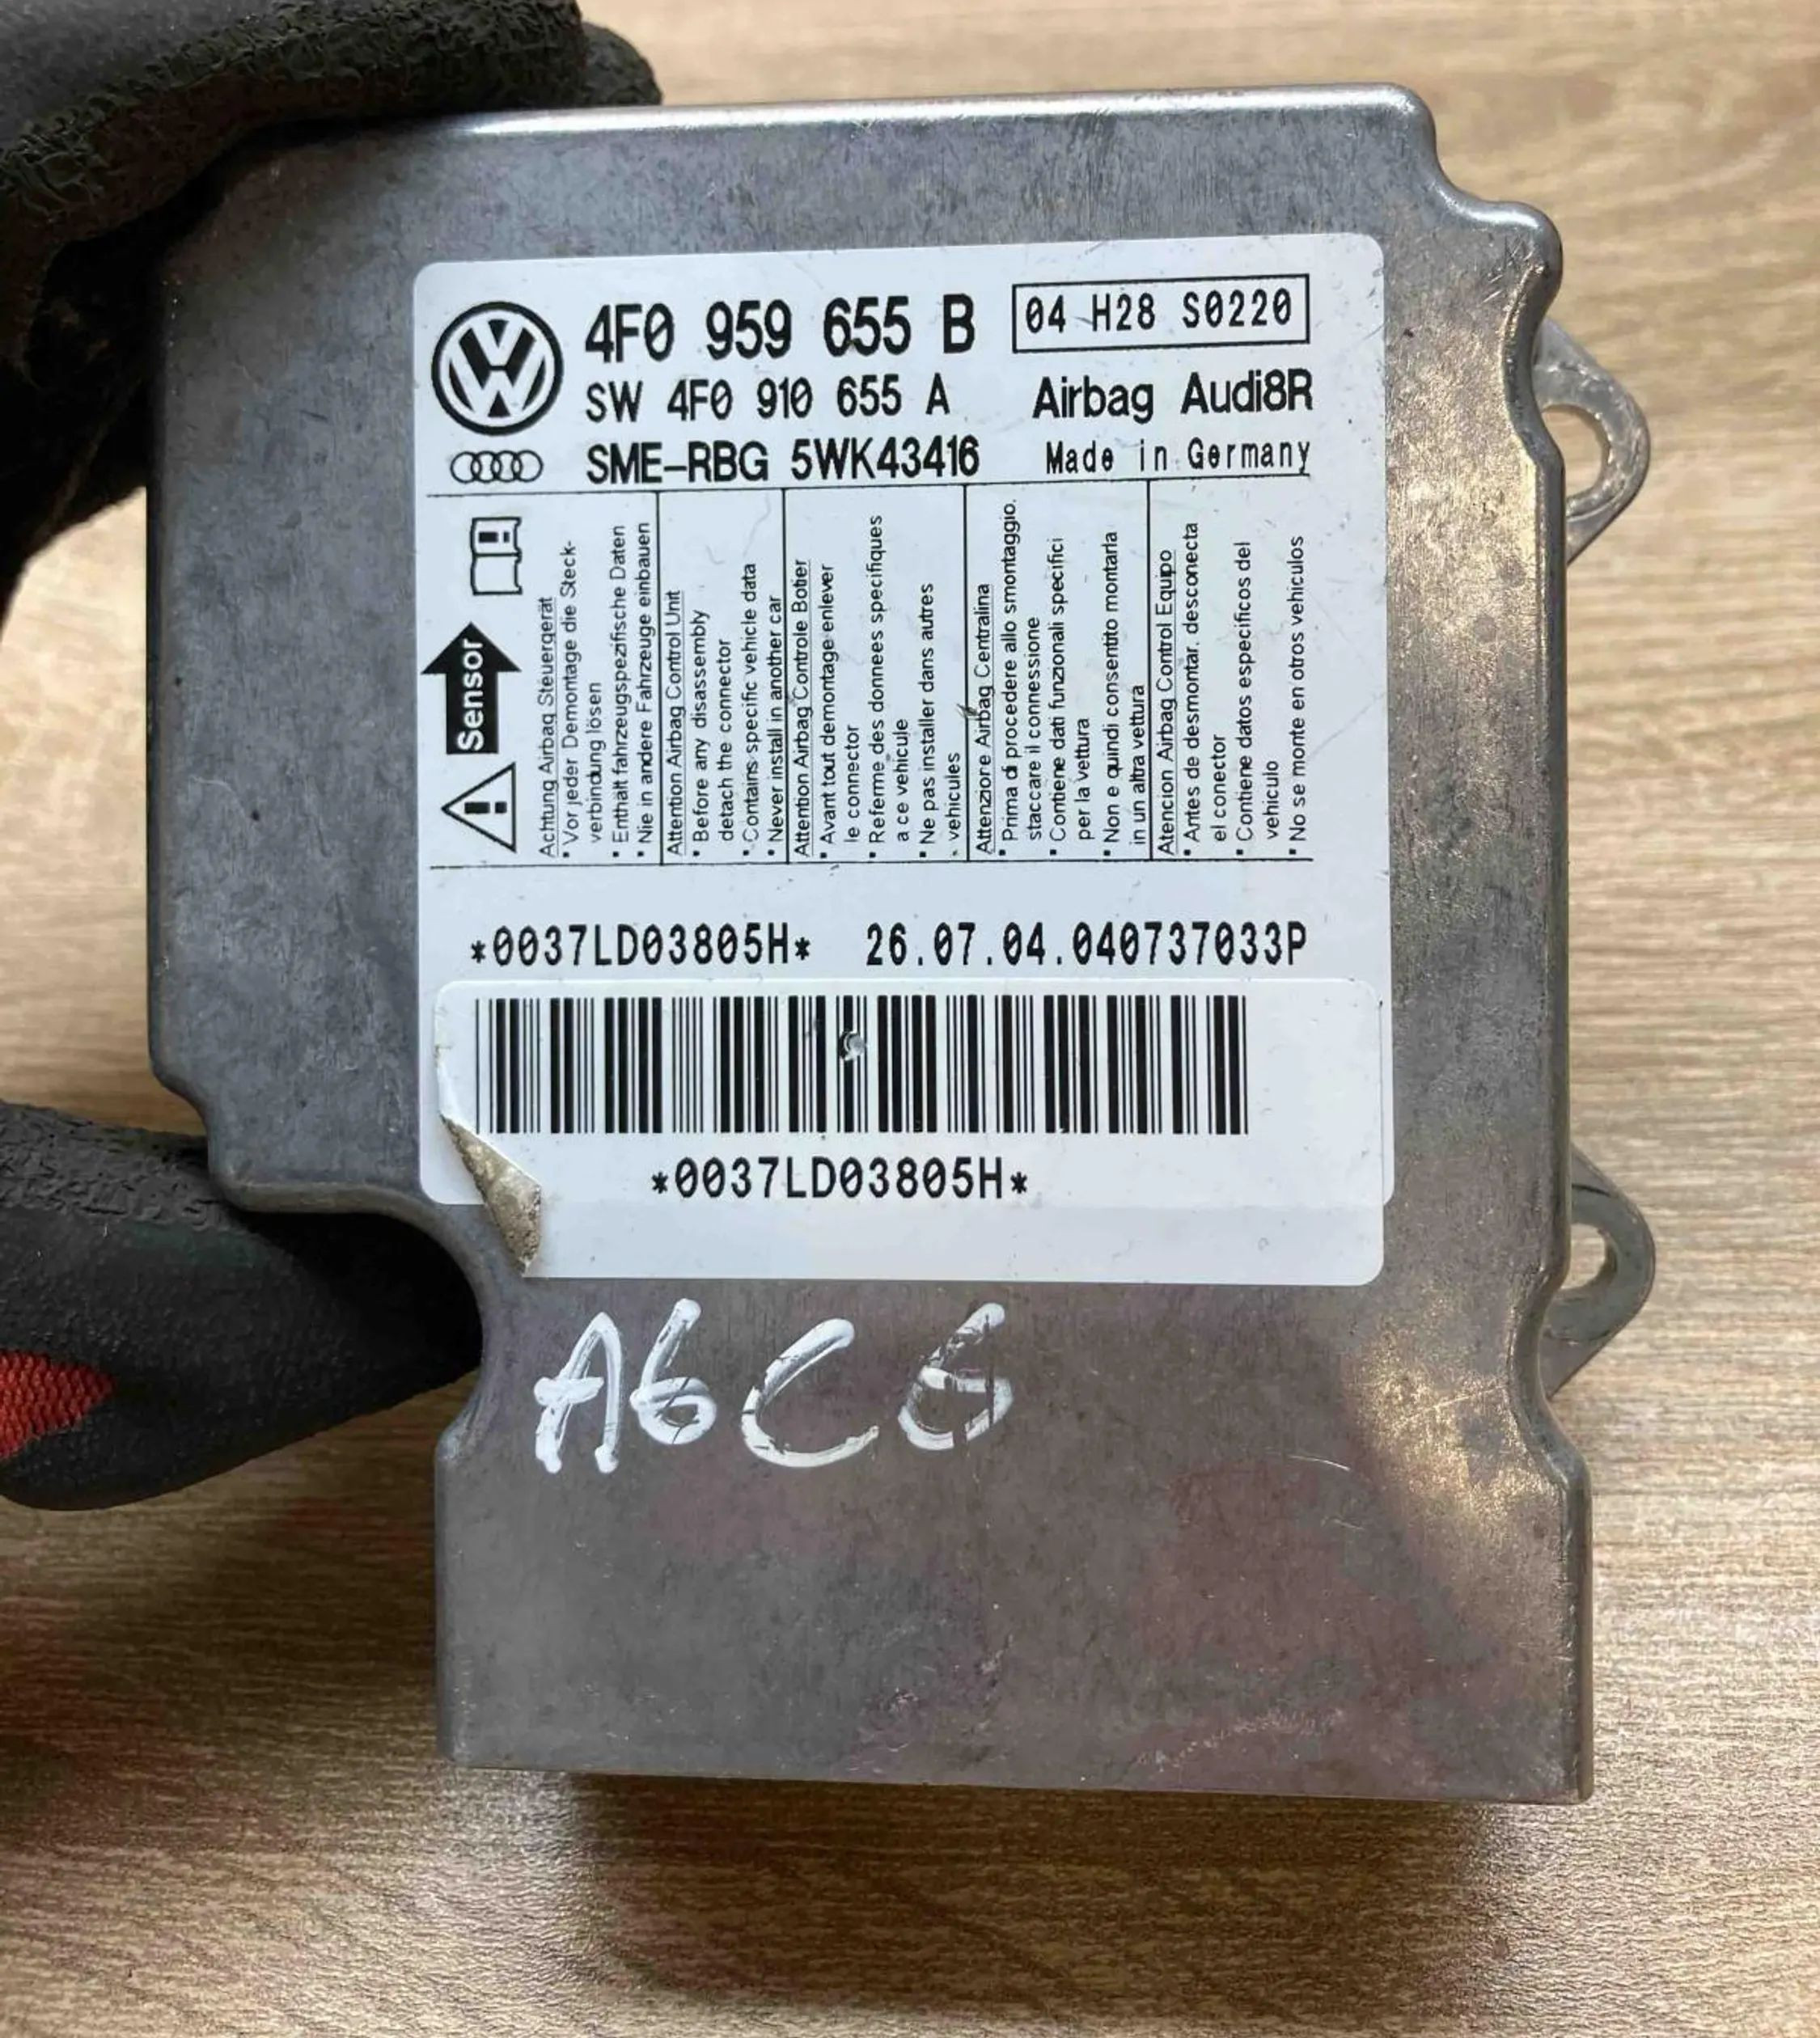 4F0 959 655 B
04 H28 S0220
SW 4F0 910 655 A
Airbag Audi8R
SME-RBG 5WK43416
Made in Germany
Sensor
Achtung Airbag Steuergerät
▪ Vor jeder Demontage die Steck-
verbindung lösen
▪ Enthält fahrzeugspezifische Daten
▪ Nie in andere Fahrzeuge einbauen
Attention Airbag Control Unit
▪ Before any disassembly
detach the connector
▪ Contains specific vehicle data
▪ Never install in another car
Attention Airbag Controle Botier
▪ Avant tout demontage enlever
le connector
▪ Referme des donnees specifiques
a ce vehicule
▪ Ne pas installer dans autres
vehicules
Attenzione Airbag Centralina
▪ Prima di procedere allo smontaggio.
staccare il connessione
▪ Contiene dati funzionali specifici
per la vettura
▪ Non e quindi consentito montarla
in un altra vettura
Atencion Airbag Control Equipo
▪ Antes de desmontar, desconecta
el conector
▪ Contiene datos especificos del
vehiculo
▪ No se monte en otros vehiculos
*0037LD03805H* 26.07.04.040737033P
*0037LD03805H*
A6C6